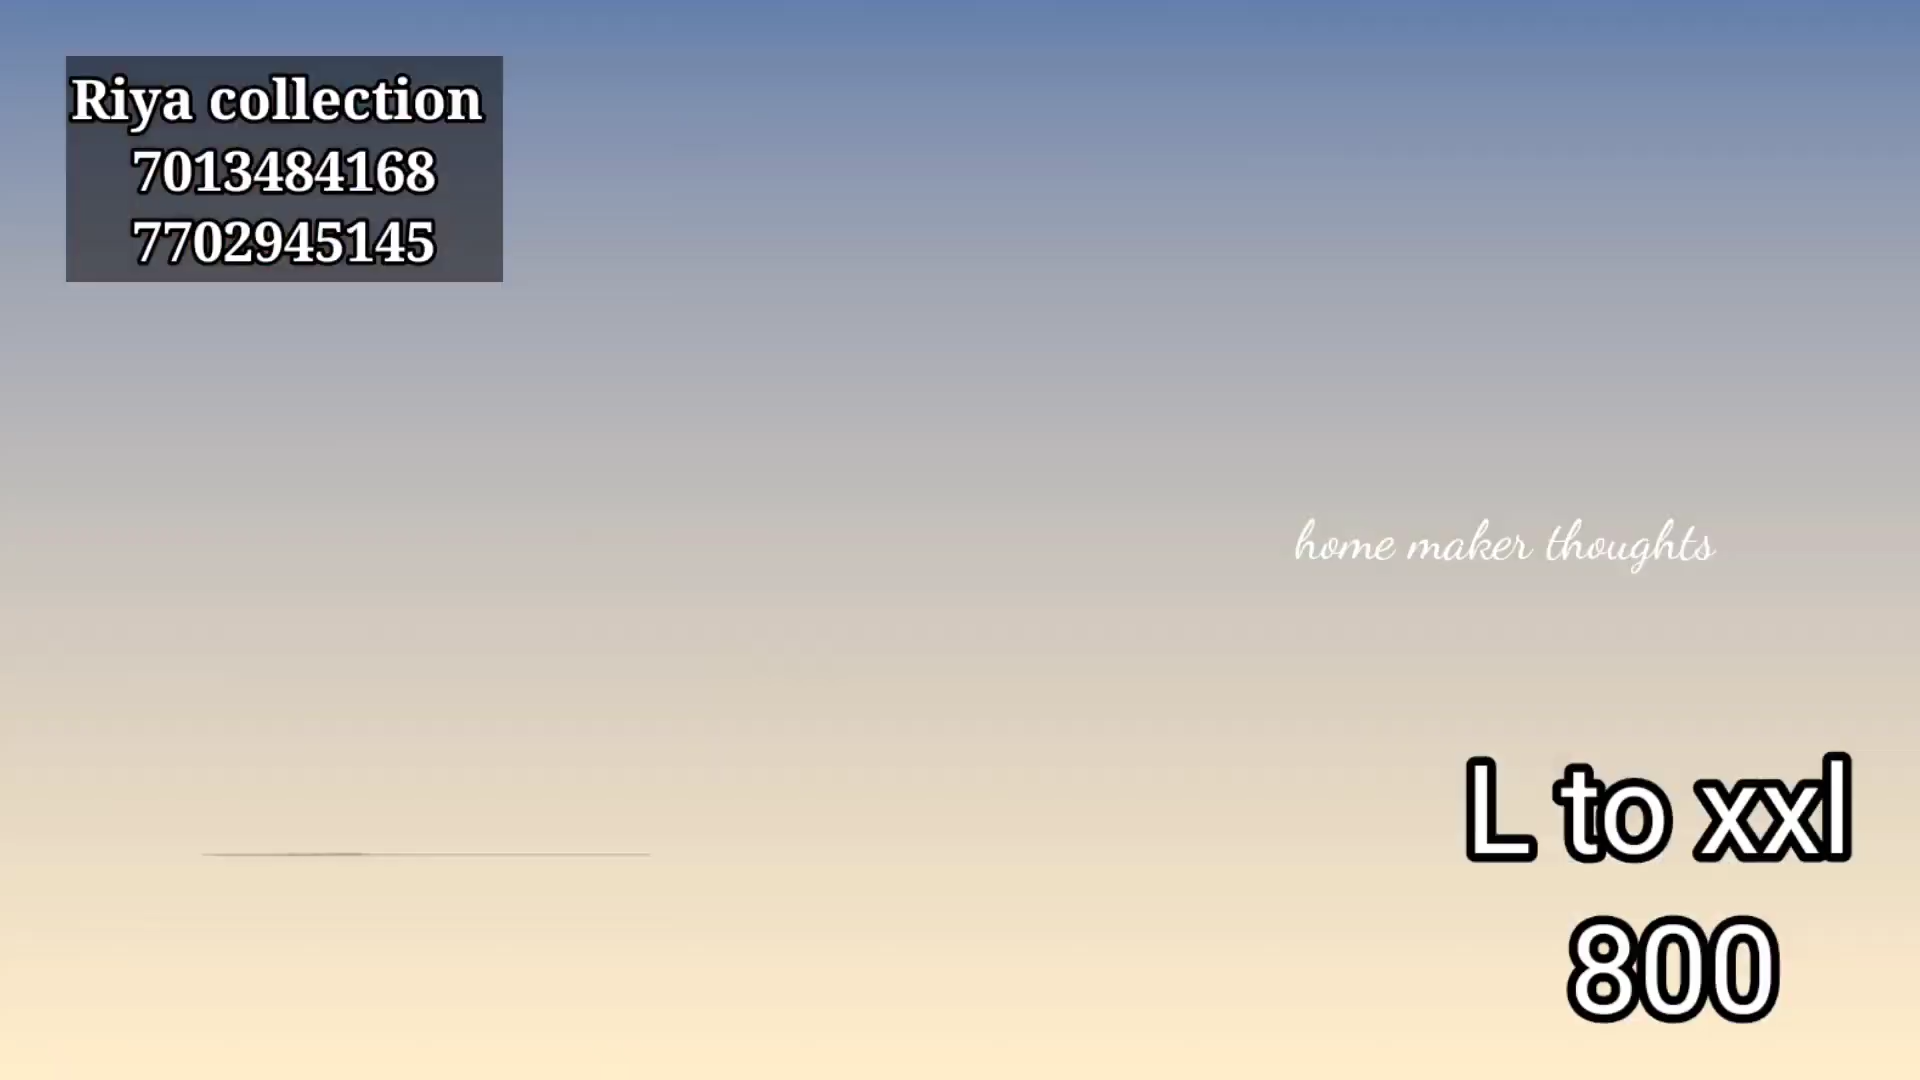 Riya collection
7013484168
7702945145
home maker thoughts
L to xxl
800